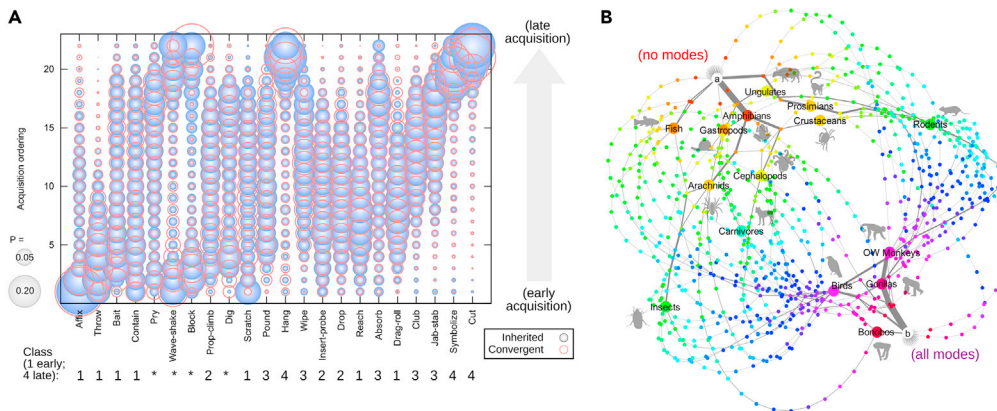 A
(late
acquisition)
20
15
10
5
Acquisition ordering
P =
0.05
0.20
(early
acquisition)
Affix
Throw
Bait
Contain
Pry
Wave-shake
Block
Prop-climb
Dig
Scratch
Pound
Hang
Wipe
Insert-probe
Drop
Reach
Absorb
Drag-roll
Club
Jab-stab
Symbolize
Cut
Inherited
Convergent
Class
(1 early;
4 late):
1 1 1 1 * * * 2 * 1 3 4 3 2 2 1 3 1 3 3 4 4
B
(no modes)
a
Ungulates
Prosimians
Amphibians
Crustaceans
Fish
Gastropods
Rodents
Cephalopods
Arachnids
Carnivores
OW Monkeys
Gorillas
Birds
Insects
Bonobos
b
(all modes)